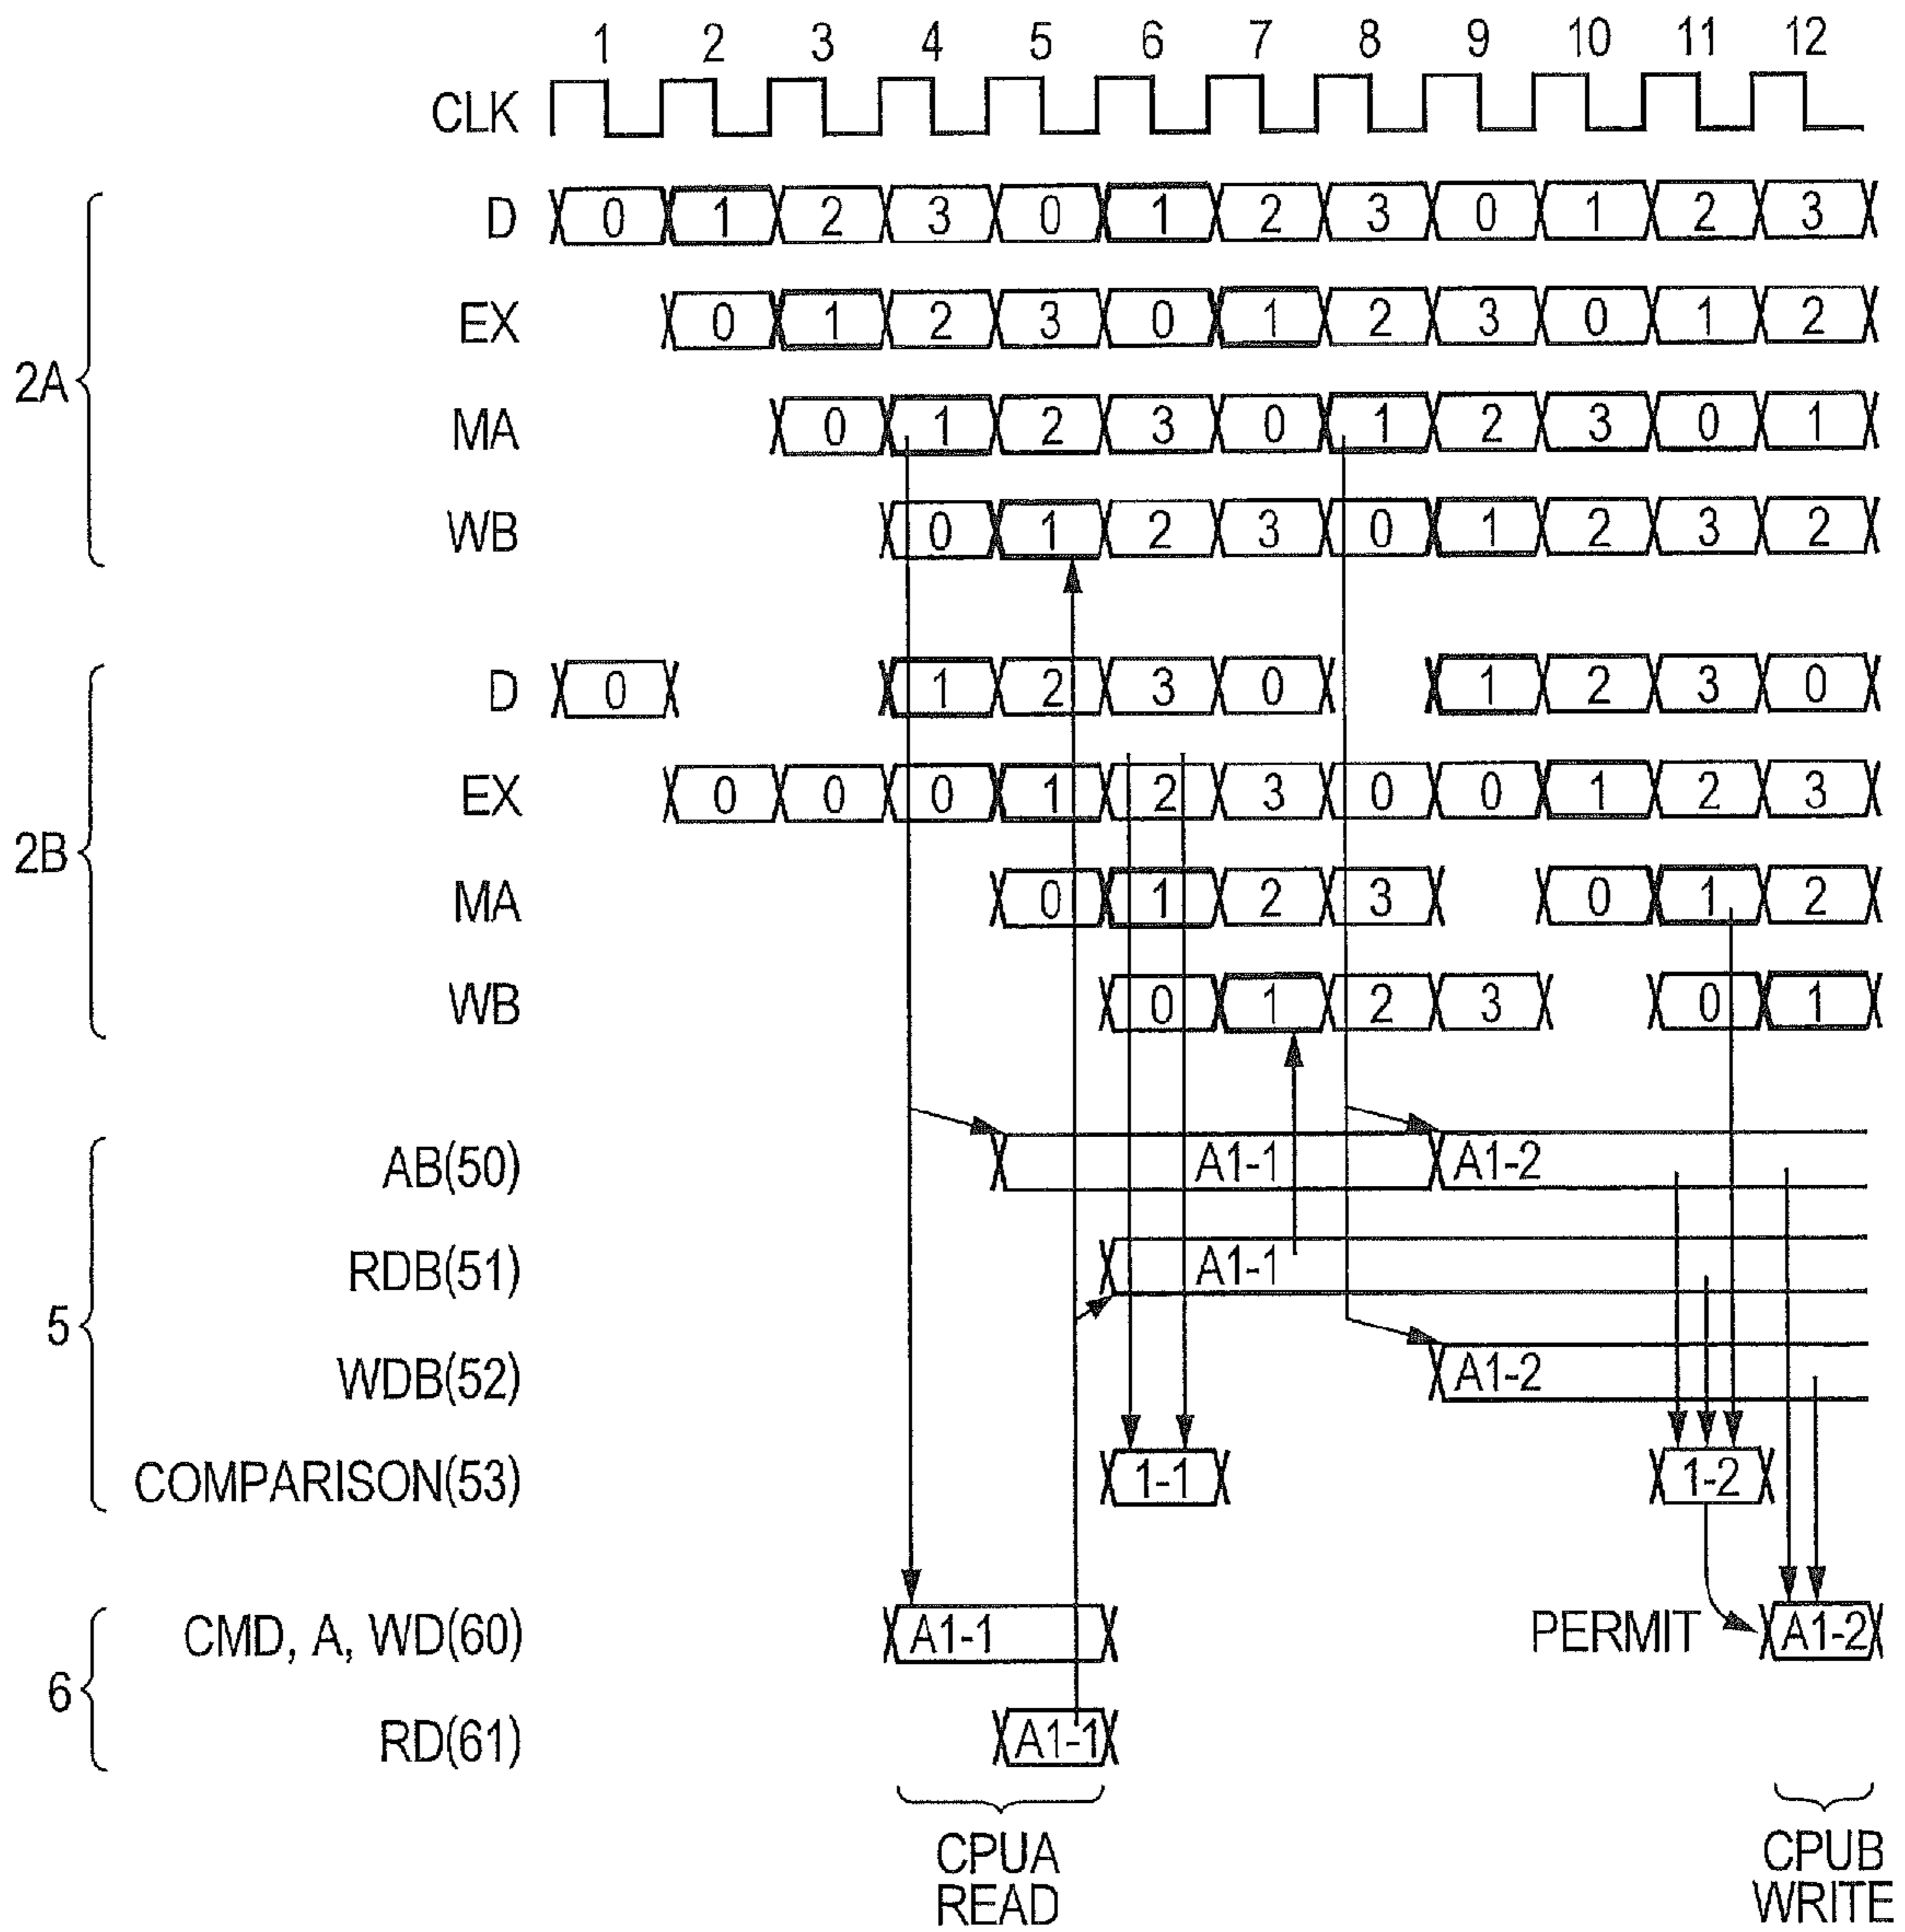 1 2 3 4 5 6 7 8 9 10 11 12
CLK
2A
D 0 1 2 3 0 1 2 3 0 1 2 3
EX 0 1 2 3 0 1 2 3 0 1 2
MA 0 1 2 3 0 1 2 3 0 1
WB 0 1 2 3 0 1 2 3 2
2B
D 0 1 2 3 0 1 2 3 0
EX 0 0 0 1 2 3 0 0 1 2 3
MA 0 1 2 3 0 1 2
WB 0 1 2 3 0 1
5
AB(50) A1-1 A1-2
RDB(51) A1-1
WDB(52) A1-2
COMPARISON(53) 1-1 1-2
6
CMD, A, WD(60) A1-1 PERMIT A1-2
RD(61) A1-1
CPUA
READ
CPUB
WRITE